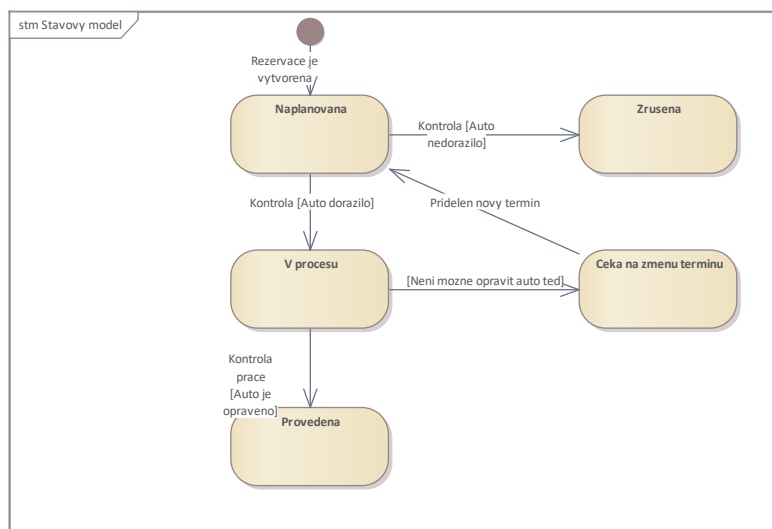 stm Stavovy model
Rezervace je
vytvorena
Naplanovana
Kontrola [Auto
nedorazilo]
Zrusena
Kontrola [Auto dorazilo]
Pridelen novy termin
V procesu
[Neni mozne opravit auto ted]
Ceka na zmenu terminu
Kontrola
prace
[Auto je
opraveno]
Provedena